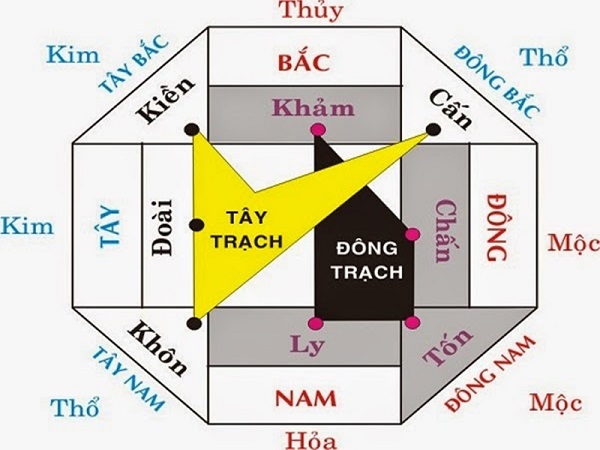 Thủy
Kim
TÂY BẮC
BẮC
ĐÔNG BẮC
Thổ
Kiền
Khảm
Cấn
Kim
TÂY
Đoài
TÂY
TRẠCH
ĐÔNG
TRẠCH
Chấn
ĐÔNG
Mộc
Khôn
Ly
Tốn
TÂY NAM
NAM
ĐÔNG NAM
Thổ
Mộc
Hỏa